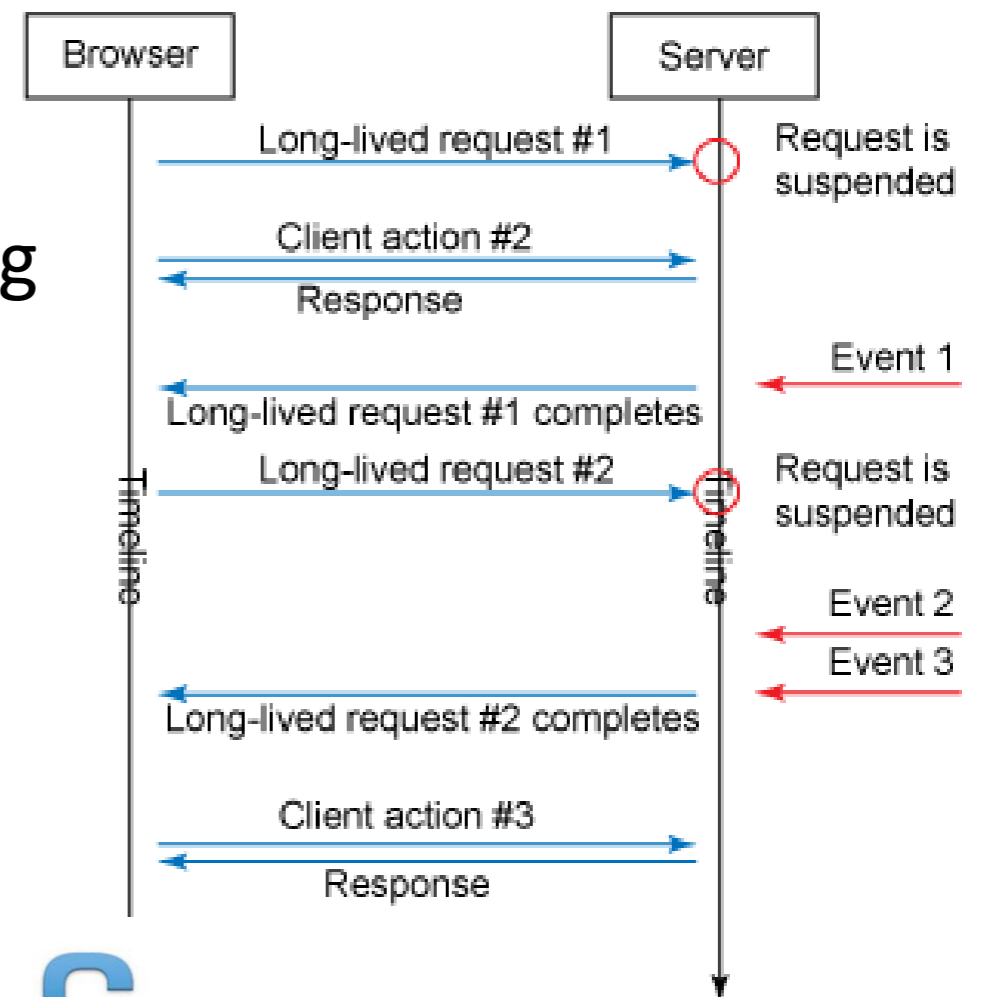 Browser
Server
Long-lived request #1
Request is
suspended
g
Client action #2
Response
Event 1
Long-lived request #1 completes
Long-lived request #2
Request is
suspended
Timeline
Timeline
Event 2
Event 3
Long-lived request #2 completes
Client action #3
Response